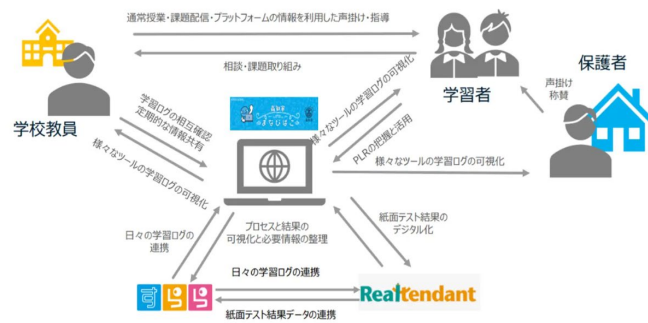 通常授業・課題配信・プラットフォームの情報を利用した声掛け・指導
相談・課題取り組み
学校教員
学習者
保護者
声掛け
称賛
学習ログの相互確認
定期的な情報共有
様々なツールの学習ログの可視化
様々なツールの学習ログの可視化
PLRの把握と活用
様々なツールの学習ログの可視化
日々の学習ログの
連携
プロセスと結果の
可視化と必要情報の整理
紙面テスト結果の
デジタル化
日々の学習ログの連携
すらら
Realtendant
紙面テスト結果データの連携